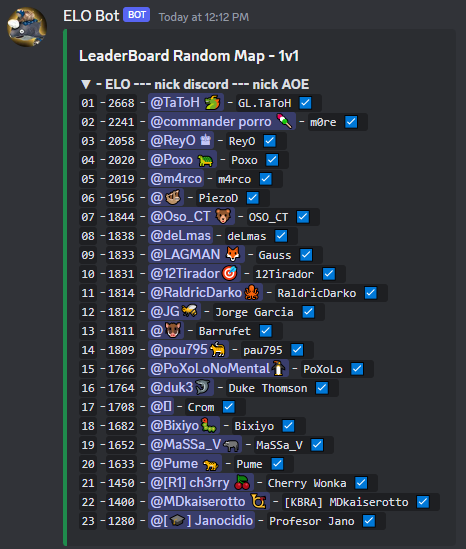 ELO Bot BOT Today at 12:12 PM
LeaderBoard Random Map - 1v1
▼ - ELO --- nick discord --- nick AOE
01 - 2668 - @TaToH 🐉 - GL.TaToH ☑
02 - 2241 - @commander porro - m0re ☑
03 - 2058 - @ReyO - ReyO ☑
04 - 2020 - @Poxo 🐢 - Poxo ☑
05 - 2019 - @m4rco - m4rco ☑
06 - 1956 - @🦥 - PiezoD ☑
07 - 1844 - @Oso_CT 🐻 - OSO_CT ☑
08 - 1838 - @deLmas - deLmas ☑
09 - 1833 - @LAGMAN 🦊 - Gauss ☑
10 - 1831 - @12Tirador🎯 - 12Tirador ☑
11 - 1814 - @RaldricDarko🐙 - RaldricDarko ☑
12 - 1812 - @JG🐝 - Jorge Garcia ☑
13 - 1811 - @🐯 - Barrufet ☑
14 - 1809 - @pou795🐆 - pau795 ☑
15 - 1766 - @PoXoLoNoMental🐧 - PoXoLo ☑
16 - 1764 - @duk3🦈 - Duke Thomson ☑
17 - 1708 - @▯ - Crom ☑
18 - 1682 - @Bixiyo🐛 - Bixiyo ☑
19 - 1652 - @MaSSa_V🦏 - MaSSa_V ☑
20 - 1633 - @Pume 🐆 - Pume ☑
21 - 1450 - @[R1] ch3rry 🍒 - Cherry Wonka ☑
22 - 1400 - @MDkaiserotto 📯 - [KBRA] MDkaiserotto ☑
23 - 1280 - @[🎓] Janocidio - Profesor Jano ☑